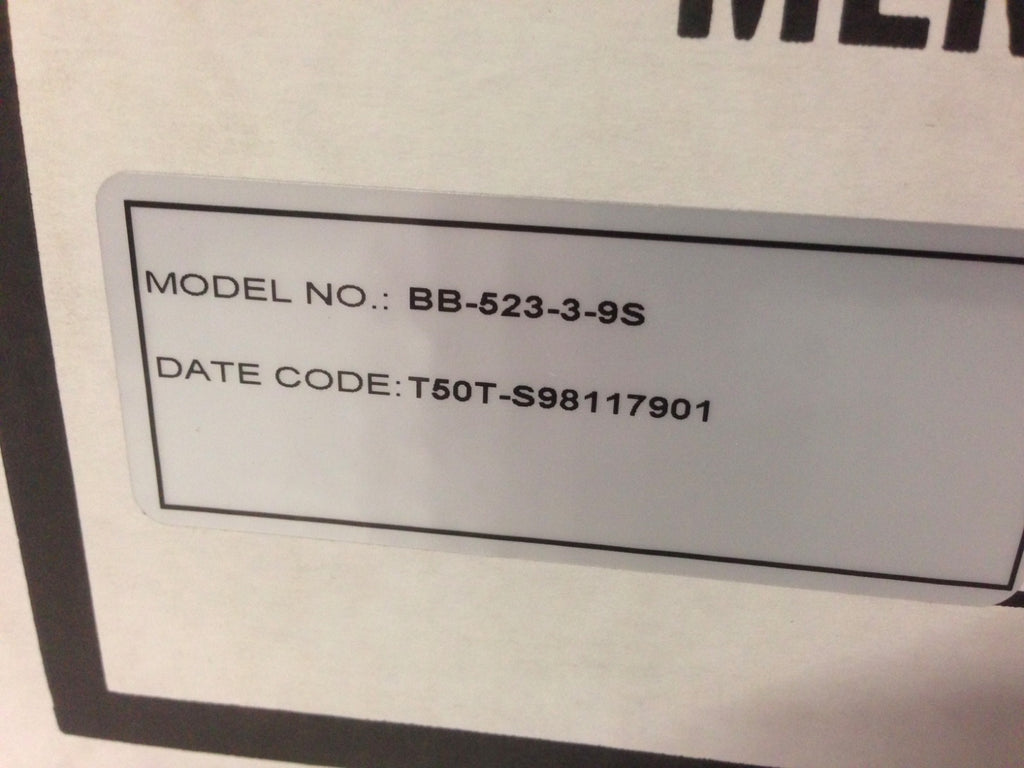 MODEL NO.: BB-523-3-9S
DATE CODE: T50T-S98117901